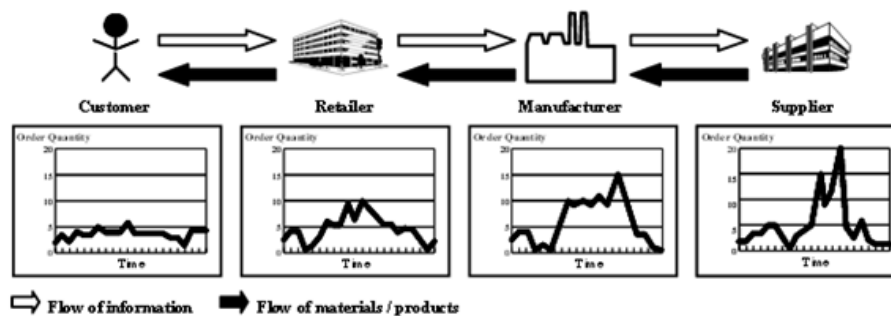 Customer
Retailer
Manufacturer
Supplier
Order Quantity
20
15
10
5
0
Time
Order Quantity
20
15
10
5
0
Time
Order Quantity
20
15
10
5
0
Time
Order Quantity
20
15
10
5
0
Time
Flow of information
Flow of materials / products